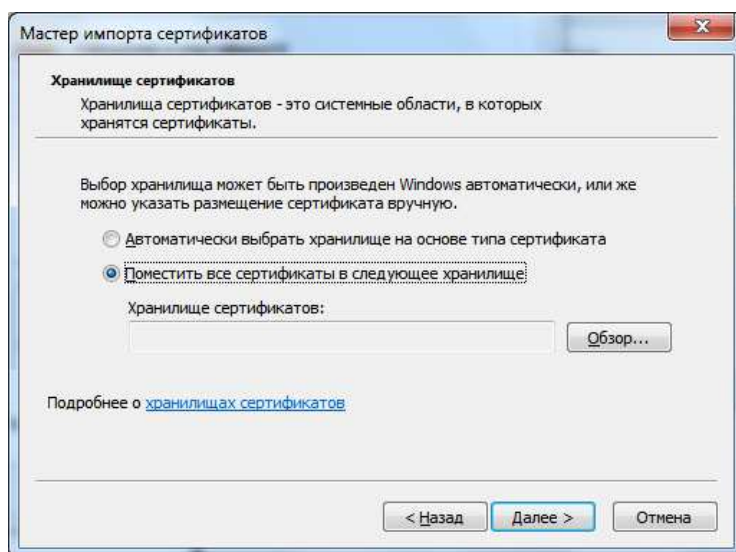 Мастер импорта сертификатов
Хранилище сертификатов
Хранилища сертификатов - это системные области, в которых
хранятся сертификаты.
Выбор хранилища может быть произведен Windows автоматически, или же
можно указать размещение сертификата вручную.
Автоматически выбрать хранилище на основе типа сертификата
Поместить все сертификаты в следующее хранилище
Хранилище сертификатов:
Обзор...
Подробнее о хранилищах сертификатов
< Назад Далее > Отмена